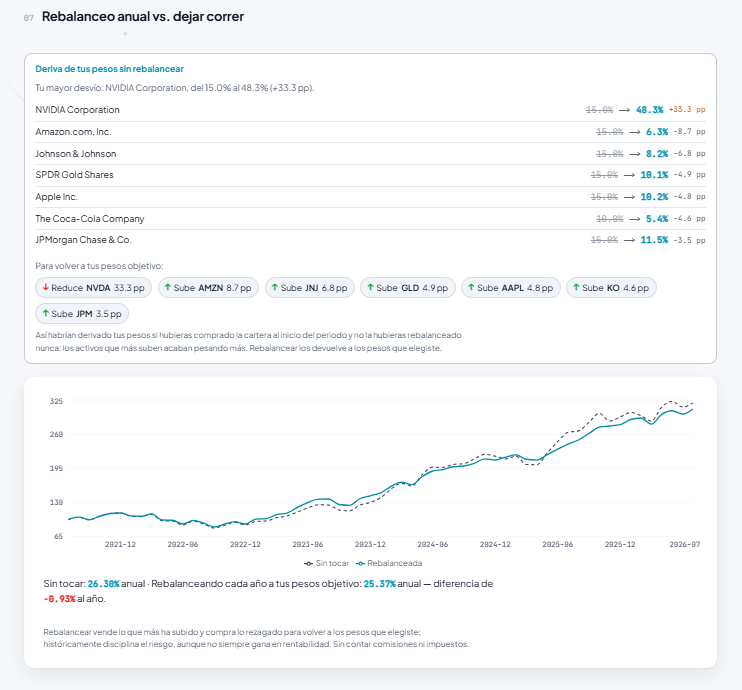 07 Rebalanceo anual vs. dejar correr
Deriva de tus pesos sin rebalancear
Tu mayor desvío: NVIDIA Corporation, del 15.0% al 48.3% (+33.3 pp).
NVIDIA Corporation 15.0% → 48.3% +33.3 pp
Amazon.com, Inc. 15.0% → 6.3% -8.7 pp
Johnson & Johnson 15.0% → 8.2% -6.8 pp
SPDR Gold Shares 15.0% → 10.1% -4.9 pp
Apple Inc. 15.0% → 10.2% -4.8 pp
The Coca-Cola Company 10.0% → 5.4% -4.6 pp
JPMorgan Chase & Co. 15.0% → 11.5% -3.5 pp
Para volver a tus pesos objetivo:
↓ Reduce NVDA 33.3 pp ↑ Sube AMZN 8.7 pp ↑ Sube JNJ 6.8 pp ↑ Sube GLD 4.9 pp ↑ Sube AAPL 4.8 pp ↑ Sube KO 4.6 pp
↑ Sube JPM 3.5 pp
Así habrían derivado tus pesos si hubieras comprado la cartera al inicio del periodo y no la hubieras rebalanceado
nunca: los activos que más suben acaban pesando más. Rebalancear los devuelve a los pesos que elegiste.
325
260
195
130
65
2021-12 2022-06 2022-12 2023-06 2023-12 2024-06 2024-12 2025-06 2025-12 2026-07
Sin tocar Rebalanceada
Sin tocar: 26.30% anual · Rebalanceando cada año a tus pesos objetivo: 25.37% anual — diferencia de
-0.93% al año.
Rebalancear vende lo que más ha subido y compra lo rezagado para volver a los pesos que elegiste;
históricamente disciplina el riesgo, aunque no siempre gana en rentabilidad. Sin contar comisiones ni impuestos.